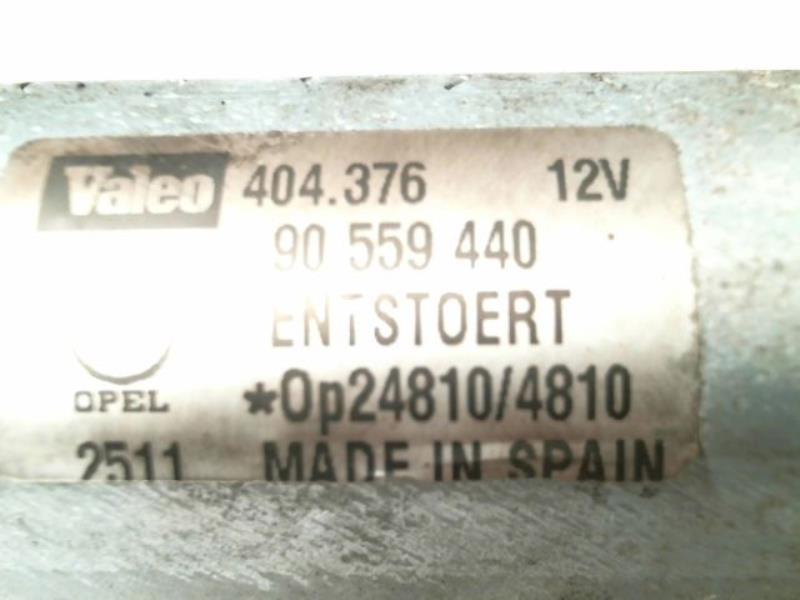 Valeo 404.376 12V
90 559 440
ENTSTOERT
OPEL *Op24810/4810
2511 MADE IN SPAIN